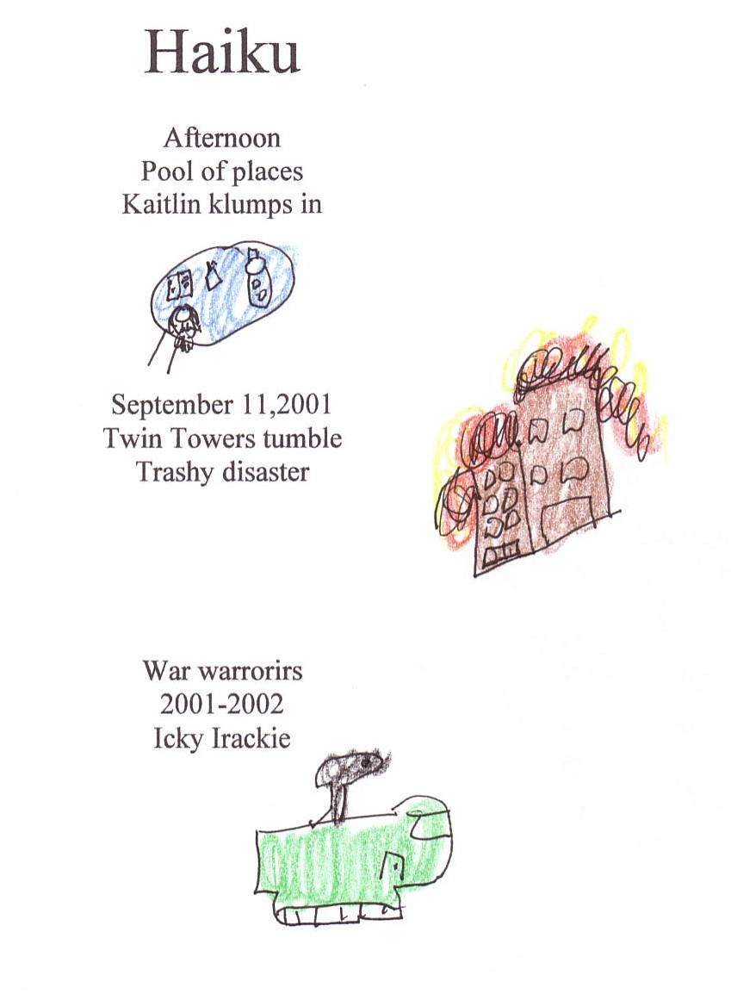 Haiku
Afternoon
Pool of places
Kaitlin klumps in
September 11,2001
Twin Towers tumble
Trashy disaster
War warrorirs
2001-2002
Icky Irackie